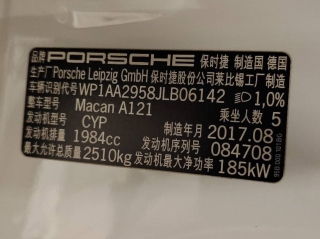 品牌 PORSCHE 保时捷 制造国 德国
生产厂 Porsche Leipzig GmbH 保时捷股份公司莱比锡工厂 制造
车辆识别代号 WP1AA2958JLB06142 1,0%
整车型号 Macan A121 乘坐人数 5
发动机型号 CYP 制造年月 2017.08
发动机排量 1984cc 发动机号 084708
最大允许总质量 2510kg 发动机最大净功率 185kW